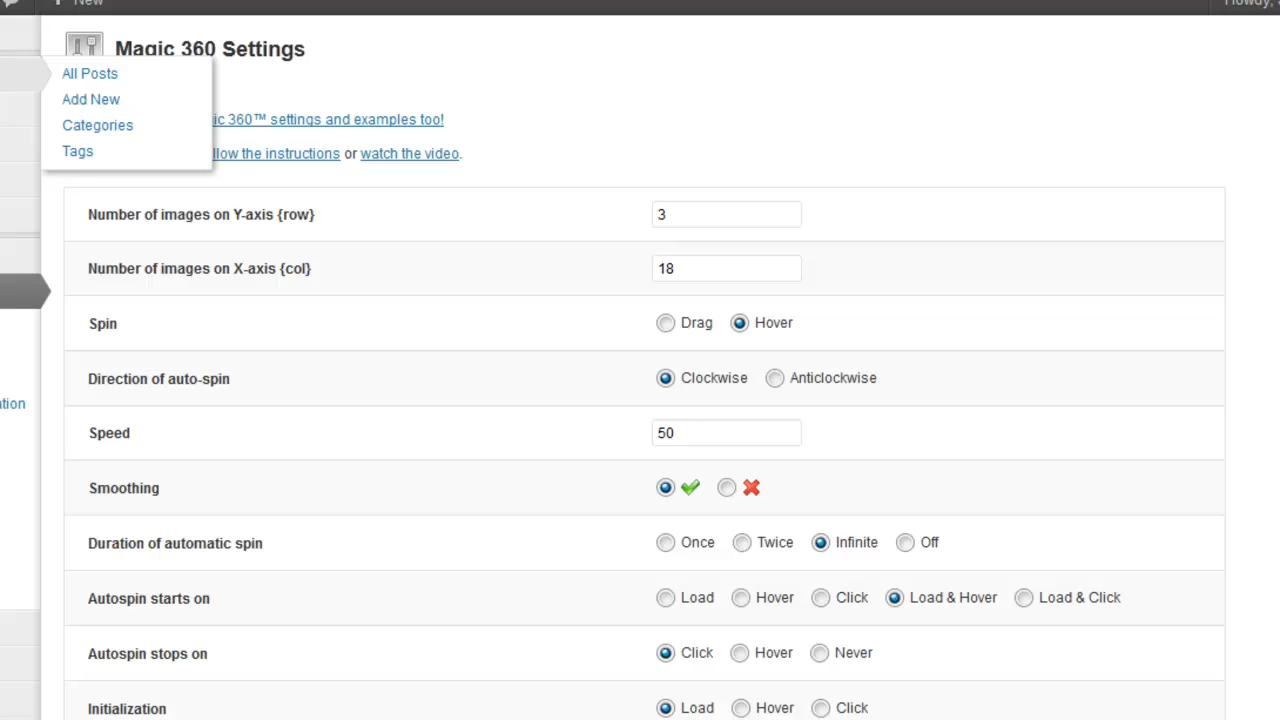 New
Howdy,
Magic 360 Settings
All Posts
Add New
Categories
Tags
ic 360™ settings and examples too!
llow the instructions or watch the video.
Number of images on Y-axis {row} 3
Number of images on X-axis {col} 18
Spin Drag Hover
Direction of auto-spin Clockwise Anticlockwise
ation
Speed 50
Smoothing
Duration of automatic spin Once Twice Infinite Off
Autospin starts on Load Hover Click Load & Hover Load & Click
Autospin stops on Click Hover Never
Initialization Load Hover Click